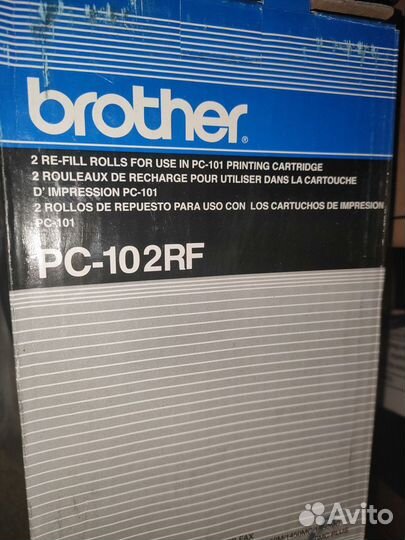 brother®
2 RE-FILL ROLLS FOR USE IN PC-101 PRINTING CARTRIDGE
2 ROULEAUX DE RECHARGE POUR UTILISER DANS LA CARTOUCHE
D' IMPRESSION PC-101
2 ROLLOS DE REPUESTO PARA USO CON LOS CARTUCHOS DE IMPRESION
PC-101
PC-102RF
FAX
PLUS
Avito